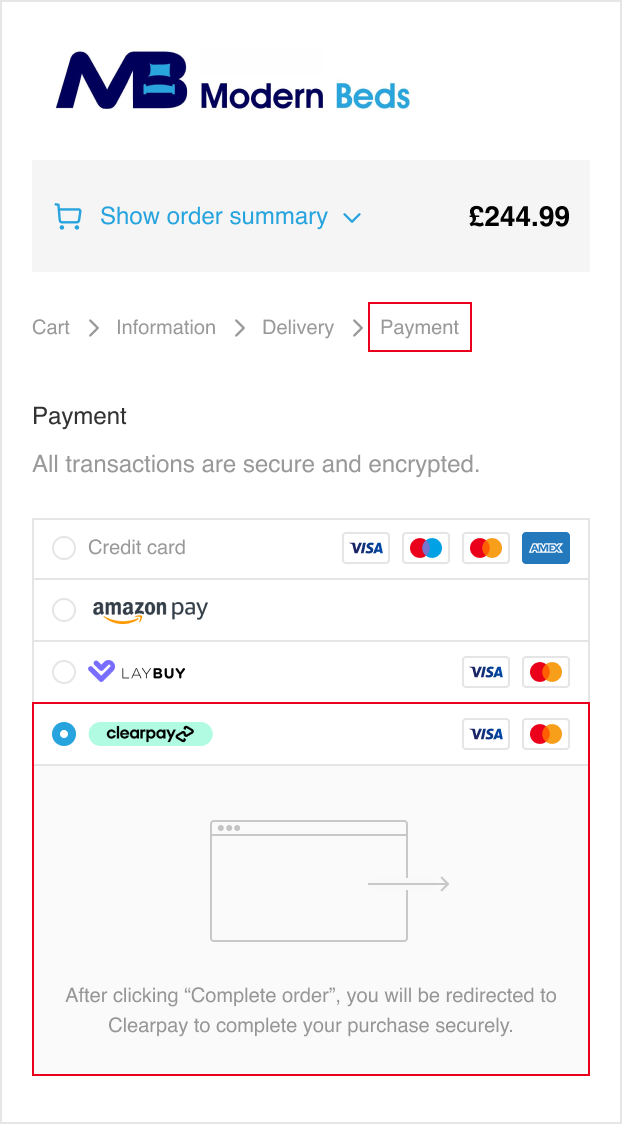 MB Modern Beds
Show order summary £244.99
Cart Information Delivery Payment
Payment
All transactions are secure and encrypted.
Credit card VISA AMEX
amazon pay
LAYBUY VISA
clearpay VISA
After clicking “Complete order”, you will be redirected to
Clearpay to complete your purchase securely.